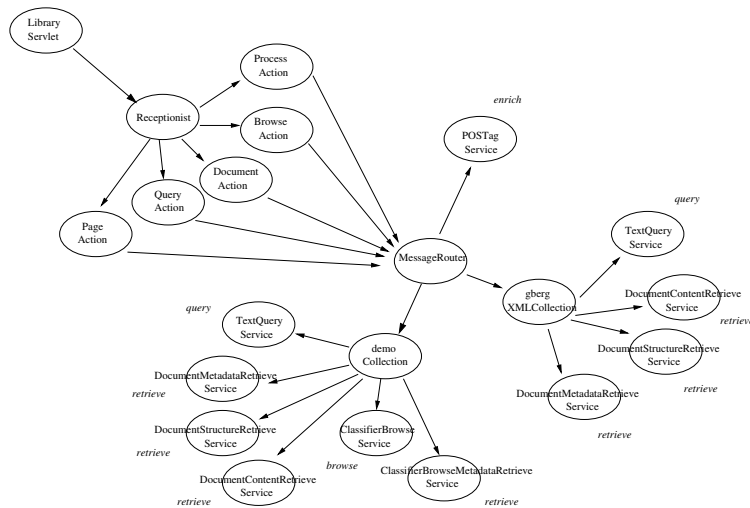 Library
Servlet
Process
Action
Receptionist
Browse
Action
Document
Action
Query
Action
Page
Action
MessageRouter
enrich
POSTag
Service
query
TextQuery
Service
gberg
XMLCollection
DocumentContentRetrieve
Service
retrieve
DocumentStructureRetrieve
Service
retrieve
DocumentMetadataRetrieve
Service
retrieve
demo
Collection
query
TextQuery
Service
DocumentMetadataRetrieve
Service
retrieve
DocumentStructureRetrieve
Service
retrieve
DocumentContentRetrieve
Service
retrieve
ClassifierBrowse
Service
browse
ClassifierBrowseMetadataRetrieve
Service
retrieve